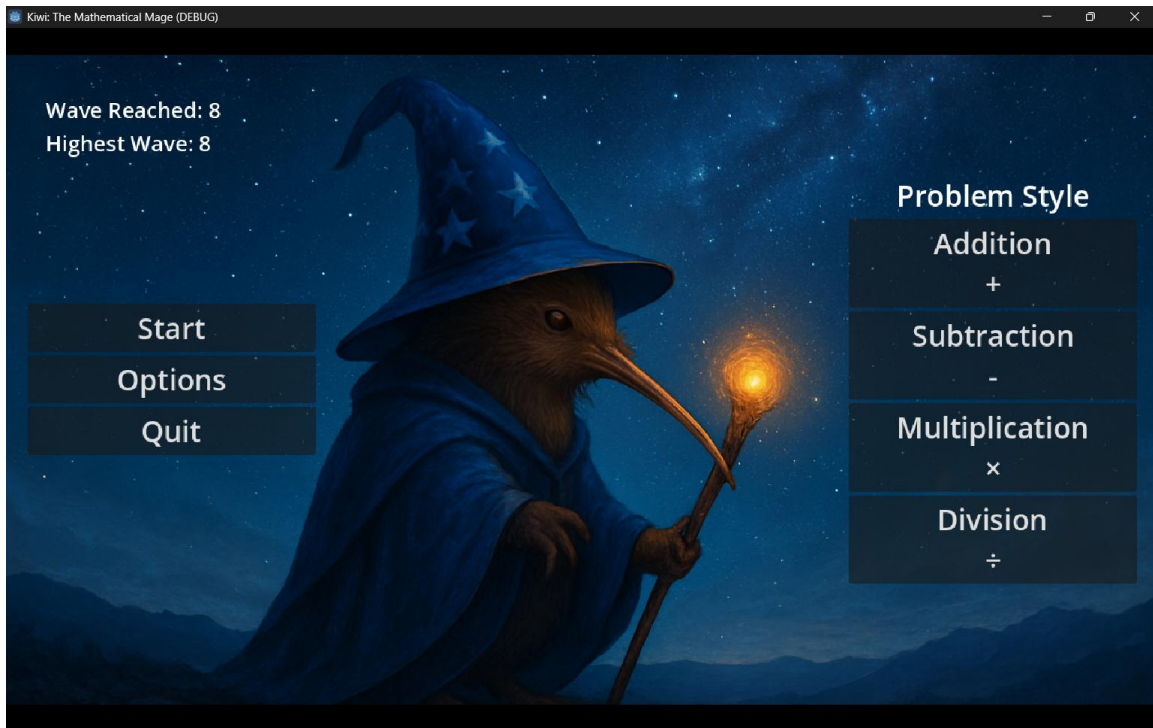 Kiwi: The Mathematical Mage (DEBUG)
Wave Reached: 8
Highest Wave: 8
Start
Options
Quit
Problem Style
Addition
+
Subtraction
-
Multiplication
×
Division
÷